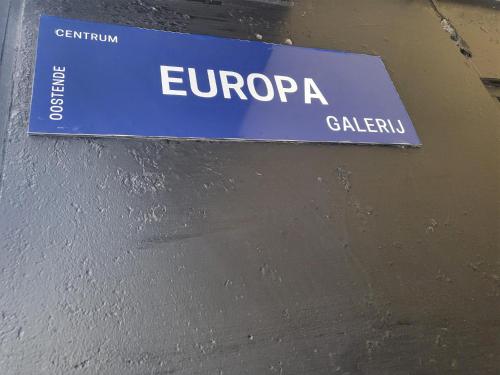 CENTRUM
OOSTENDE
EUROPA
GALERIJ